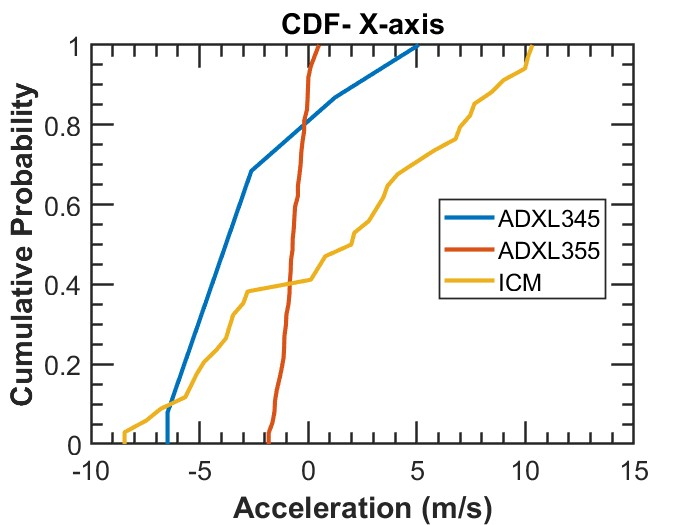 CDF- X-axis
1
0.8
0.6
0.4
0.2
0
-10 -5 0 5 10 15
Cumulative Probability
Acceleration (m/s)
ADXL345
ADXL355
ICM